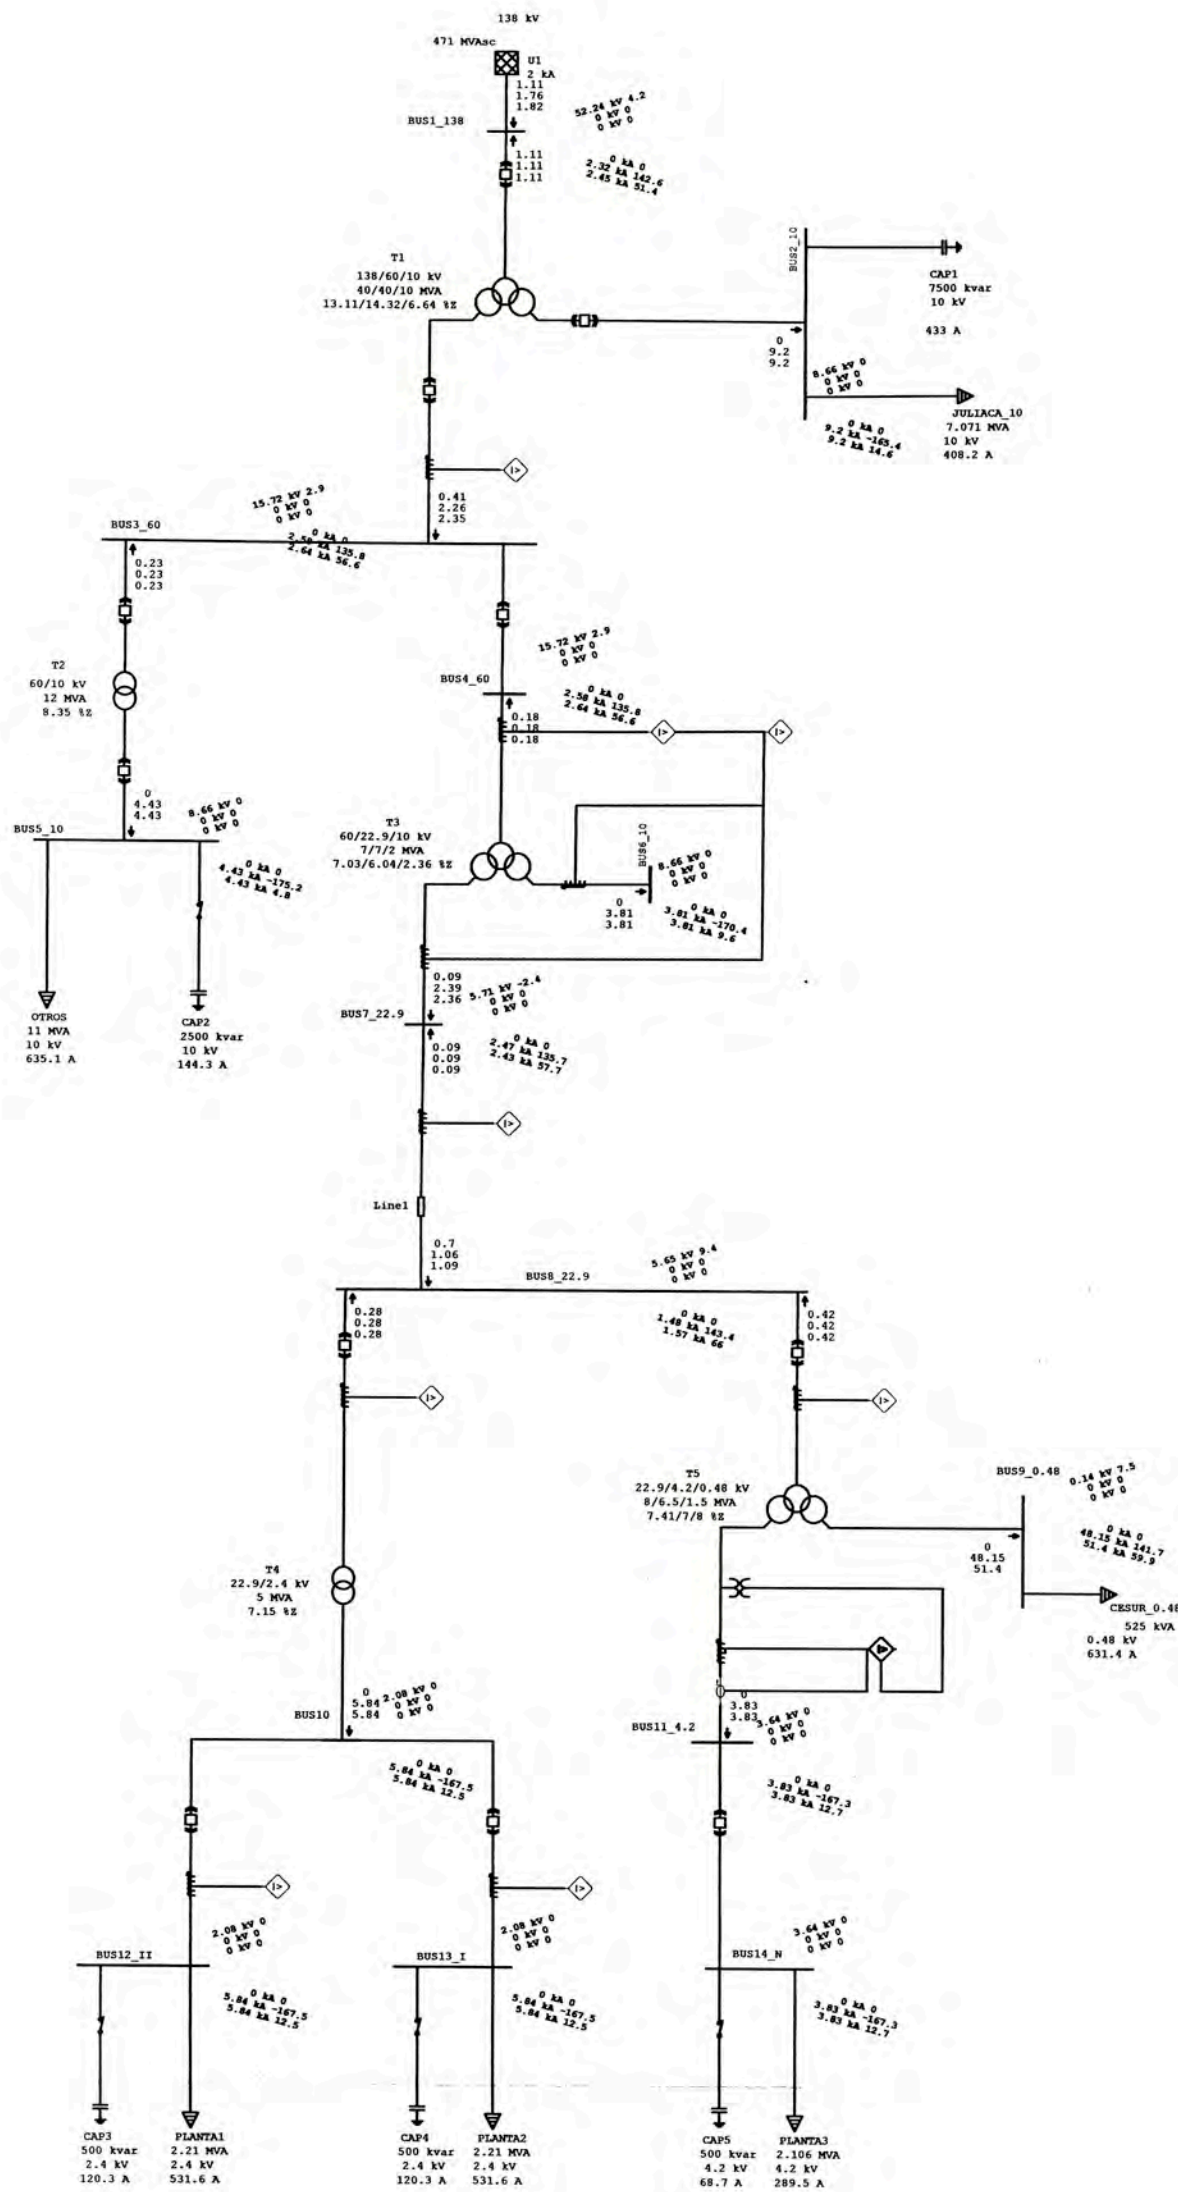 138 kV
471 MVAsc
U1
2 kA
1.11
1.76
1.82
BUS1_138
52.24 kV 4.2
0 kV 0
0 kV 0
1.11
1.11
1.11
0 kA 0
2.32 kA 142.6
2.45 kA 51.4
T1
138/60/10 kV
40/40/10 MVA
13.11/14.32/6.64 %Z
BUS2_10
CAP1
7500 kvar
10 kV
433 A
0
9.2
9.2
8.66 kV 0
0 kV 0
0 kV 0
0 kA 0
9.2 kA -165.4
9.2 kA 14.6
JULIACA_10
7.071 MVA
10 kV
408.2 A
I>
0.41
2.26
2.35
15.72 kV 2.9
0 kV 0
0 kV 0
BUS3_60
0 kA 0
2.58 kA 135.8
2.64 kA 56.6
0.23
0.23
0.23
T2
60/10 kV
12 MVA
8.35 %Z
15.72 kV 2.9
0 kV 0
0 kV 0
BUS4_60
0 kA 0
2.58 kA 135.8
2.64 kA 56.6
0.18
0.18
0.18
I>
I>
0
4.43
4.43
8.66 kV 0
0 kV 0
0 kV 0
BUS5_10
0 kA 0
4.43 kA -175.2
4.43 kA 4.8
T3
60/22.9/10 kV
7/7/2 MVA
7.03/6.04/2.36 %Z
BUS6_10
8.66 kV 0
0 kV 0
0 kV 0
0
3.81
3.81
0 kA 0
3.81 kA -170.4
3.81 kA 9.6
OTROS
11 MVA
10 kV
635.1 A
CAP2
2500 kvar
10 kV
144.3 A
0.09
2.39
2.36
5.71 kV -2.4
0 kV 0
0 kV 0
BUS7_22.9
0.09
0.09
0.09
0 kA 0
2.47 kA 135.7
2.43 kA 57.7
I>
Line1
0.7
1.06
1.09
BUS8_22.9
5.65 kV 9.4
0 kV 0
0 kV 0
0.28
0.28
0.28
0 kA 0
1.48 kA 143.4
1.57 kA 66
0.42
0.42
0.42
I>
I>
T5
22.9/4.2/0.48 kV
8/6.5/1.5 MVA
7.41/7/8 %Z
BUS9_0.48
0.14 kV 7.5
0 kV 0
0 kV 0
0
48.15
51.4
0 kA 0
48.15 kA 141.7
51.4 kA 59.9
CESUR_0.48
525 kVA
0.48 kV
631.4 A
T4
22.9/2.4 kV
5 MVA
7.15 %Z
0
5.84
5.84
2.08 kV 0
0 kV 0
0 kV 0
BUS10
0 kA 0
5.84 kA -167.5
5.84 kA 12.5
0
3.83
3.83
3.64 kV 0
0 kV 0
0 kV 0
BUS11_4.2
0 kA 0
3.83 kA -167.3
3.83 kA 12.7
I>
I>
2.08 kV 0
0 kV 0
0 kV 0
BUS12_II
0 kA 0
5.84 kA -167.5
5.84 kA 12.5
2.08 kV 0
0 kV 0
0 kV 0
BUS13_I
0 kA 0
5.84 kA -167.5
5.84 kA 12.5
3.64 kV 0
0 kV 0
0 kV 0
BUS14_N
0 kA 0
3.83 kA -167.3
3.83 kA 12.7
CAP3
500 kvar
2.4 kV
120.3 A
PLANTA1
2.21 MVA
2.4 kV
531.6 A
CAP4
500 kvar
2.4 kV
120.3 A
PLANTA2
2.21 MVA
2.4 kV
531.6 A
CAP5
500 kvar
4.2 kV
68.7 A
PLANTA3
2.106 MVA
4.2 kV
289.5 A